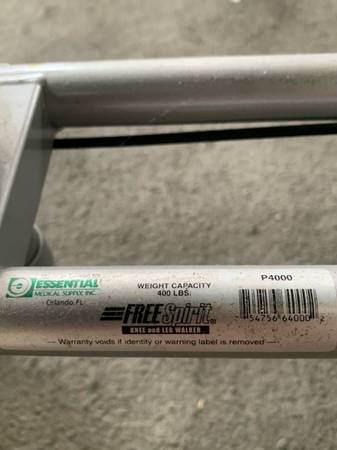 ESSENTIAL
MEDICAL SUPPLY, INC.
Orlando, FL
WEIGHT CAPACITY
400 LBS.
P4000
FREE Spirit®
KNEE and LEG WALKER
54756 64000 2
Warranty voids if identity or warning label is removed